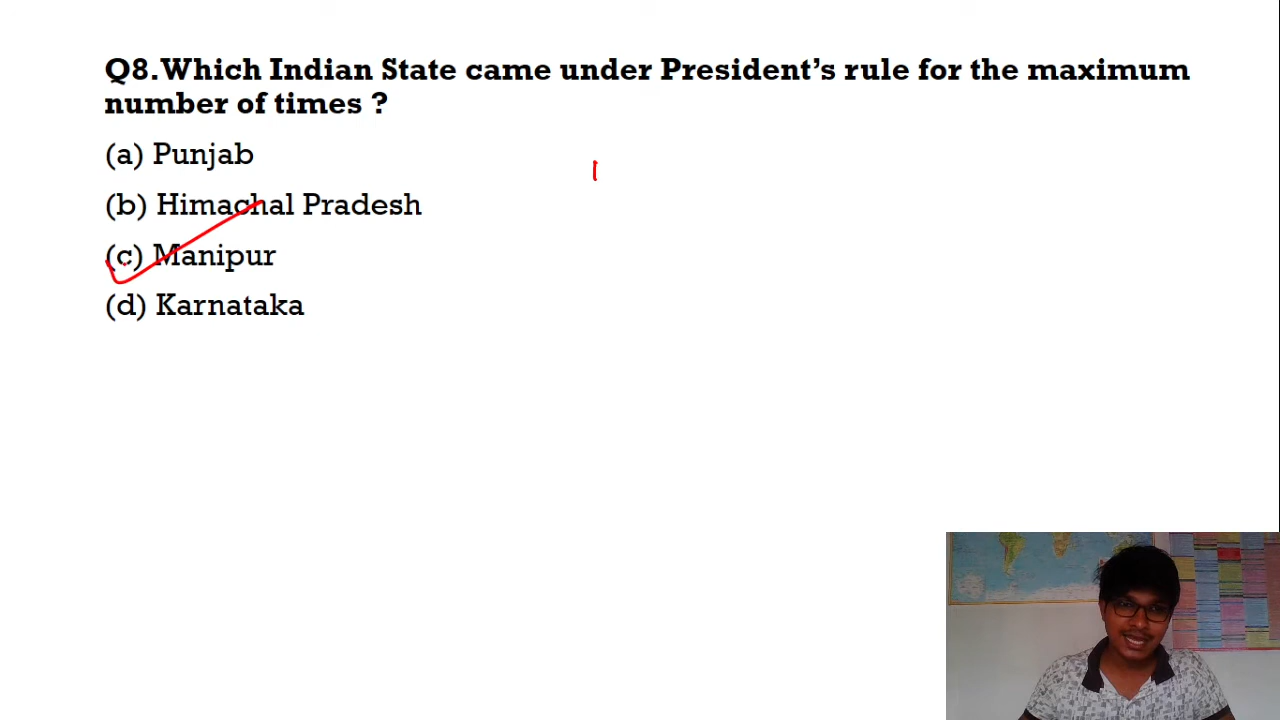 Q8.Which Indian State came under President's rule for the maximum
number of times ?
(a) Punjab
(b) Himachal Pradesh
(c) Manipur
(d) Karnataka